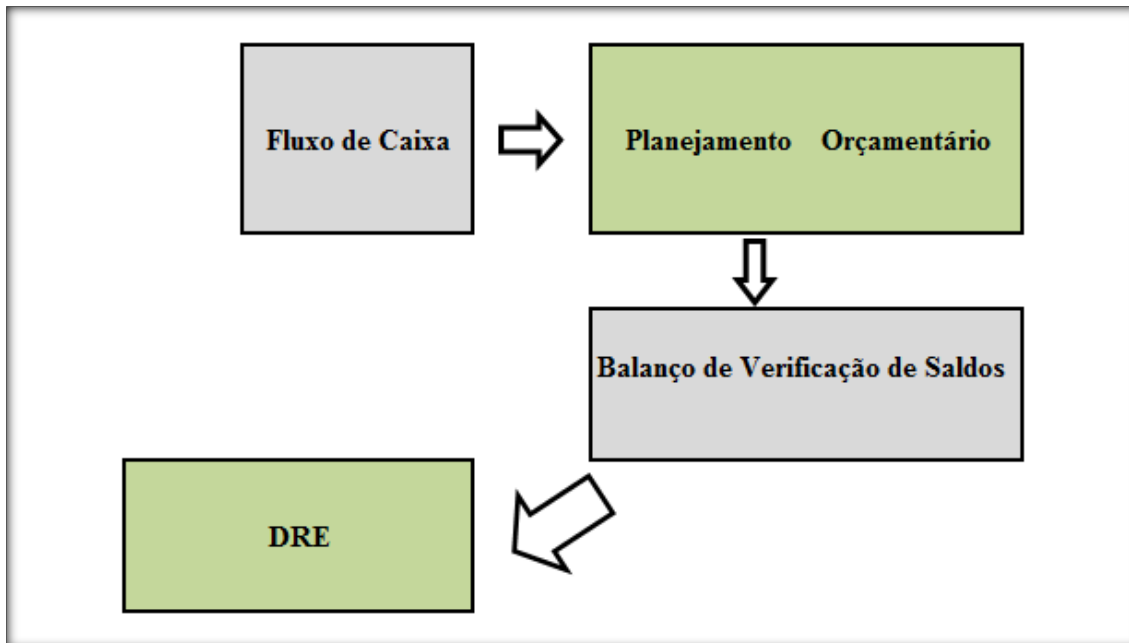 Fluxo de Caixa
Planejamento Orçamentário
Balanço de Verificação de Saldos
DRE